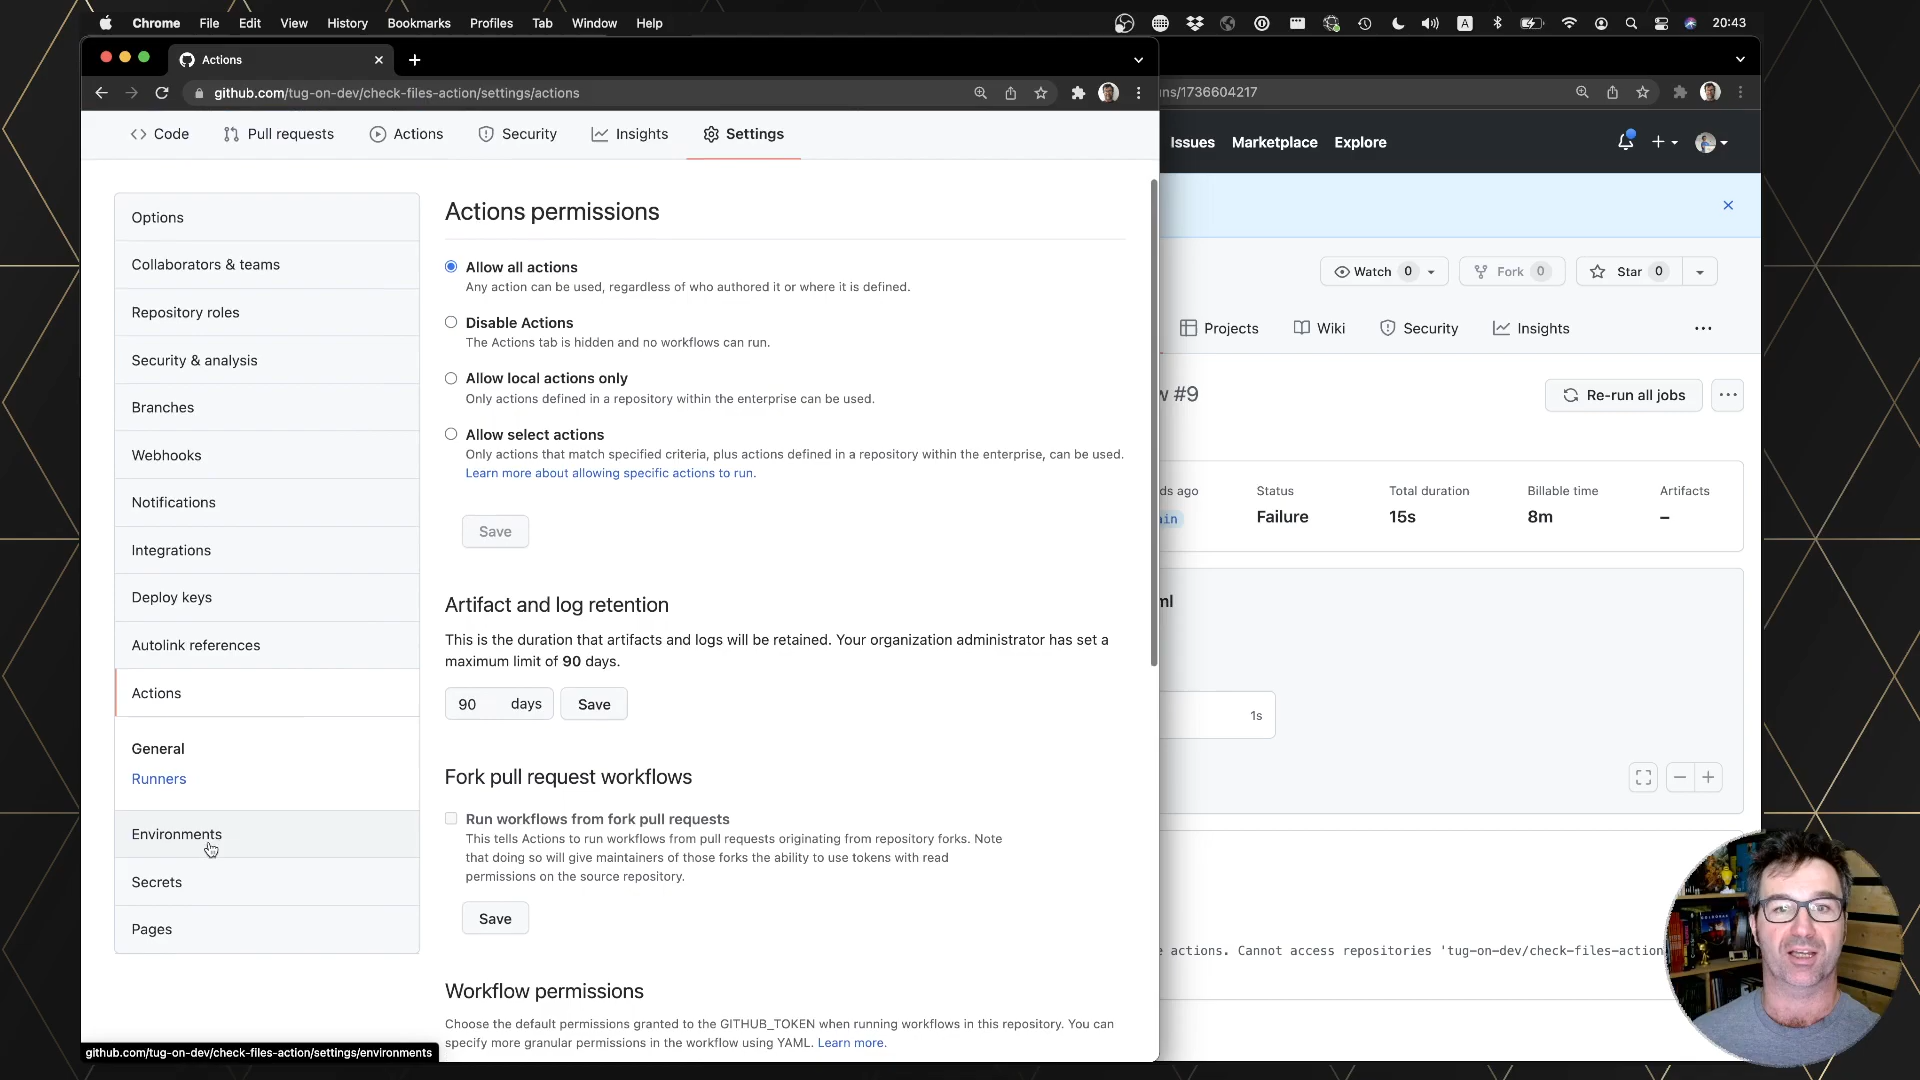 Chrome File Edit View History Bookmarks Profiles Tab Window Help
A
20:43
Actions
github.com/tug-on-dev/check-files-action/settings/actions
Code
Pull requests
Actions
Security
Insights
Settings
Options
Collaborators & teams
Repository roles
Security & analysis
Branches
Webhooks
Notifications
Integrations
Deploy keys
Autolink references
Actions
General
Runners
Environments
Secrets
Pages
Actions permissions
Allow all actions
Any action can be used, regardless of who authored it or where it is defined.
Disable Actions
The Actions tab is hidden and no workflows can run.
Allow local actions only
Only actions defined in a repository within the enterprise can be used.
Allow select actions
Only actions that match specified criteria, plus actions defined in a repository within the enterprise, can be used.
Learn more about allowing specific actions to run.
Save
Artifact and log retention
This is the duration that artifacts and logs will be retained. Your organization administrator has set a
maximum limit of 90 days.
90 days Save
Fork pull request workflows
Run workflows from fork pull requests
This tells Actions to run workflows from pull requests originating from repository forks. Note
that doing so will give maintainers of those forks the ability to use tokens with read
permissions on the source repository.
Save
Workflow permissions
Choose the default permissions granted to the GITHUB_TOKEN when running workflows in this repository. You can
specify more granular permissions in the workflow using YAML. Learn more.
github.com/tug-on-dev/check-files-action/settings/environments
ns/1736604217
Issues Marketplace Explore
Watch 0
Fork 0
Star 0
Projects
Wiki
Security
Insights
w #9
Re-run all jobs
ds ago
ain
Status
Failure
Total duration
15s
Billable time
8m
Artifacts
–
ml
1s
e actions. Cannot access repositories 'tug-on-dev/check-files-action